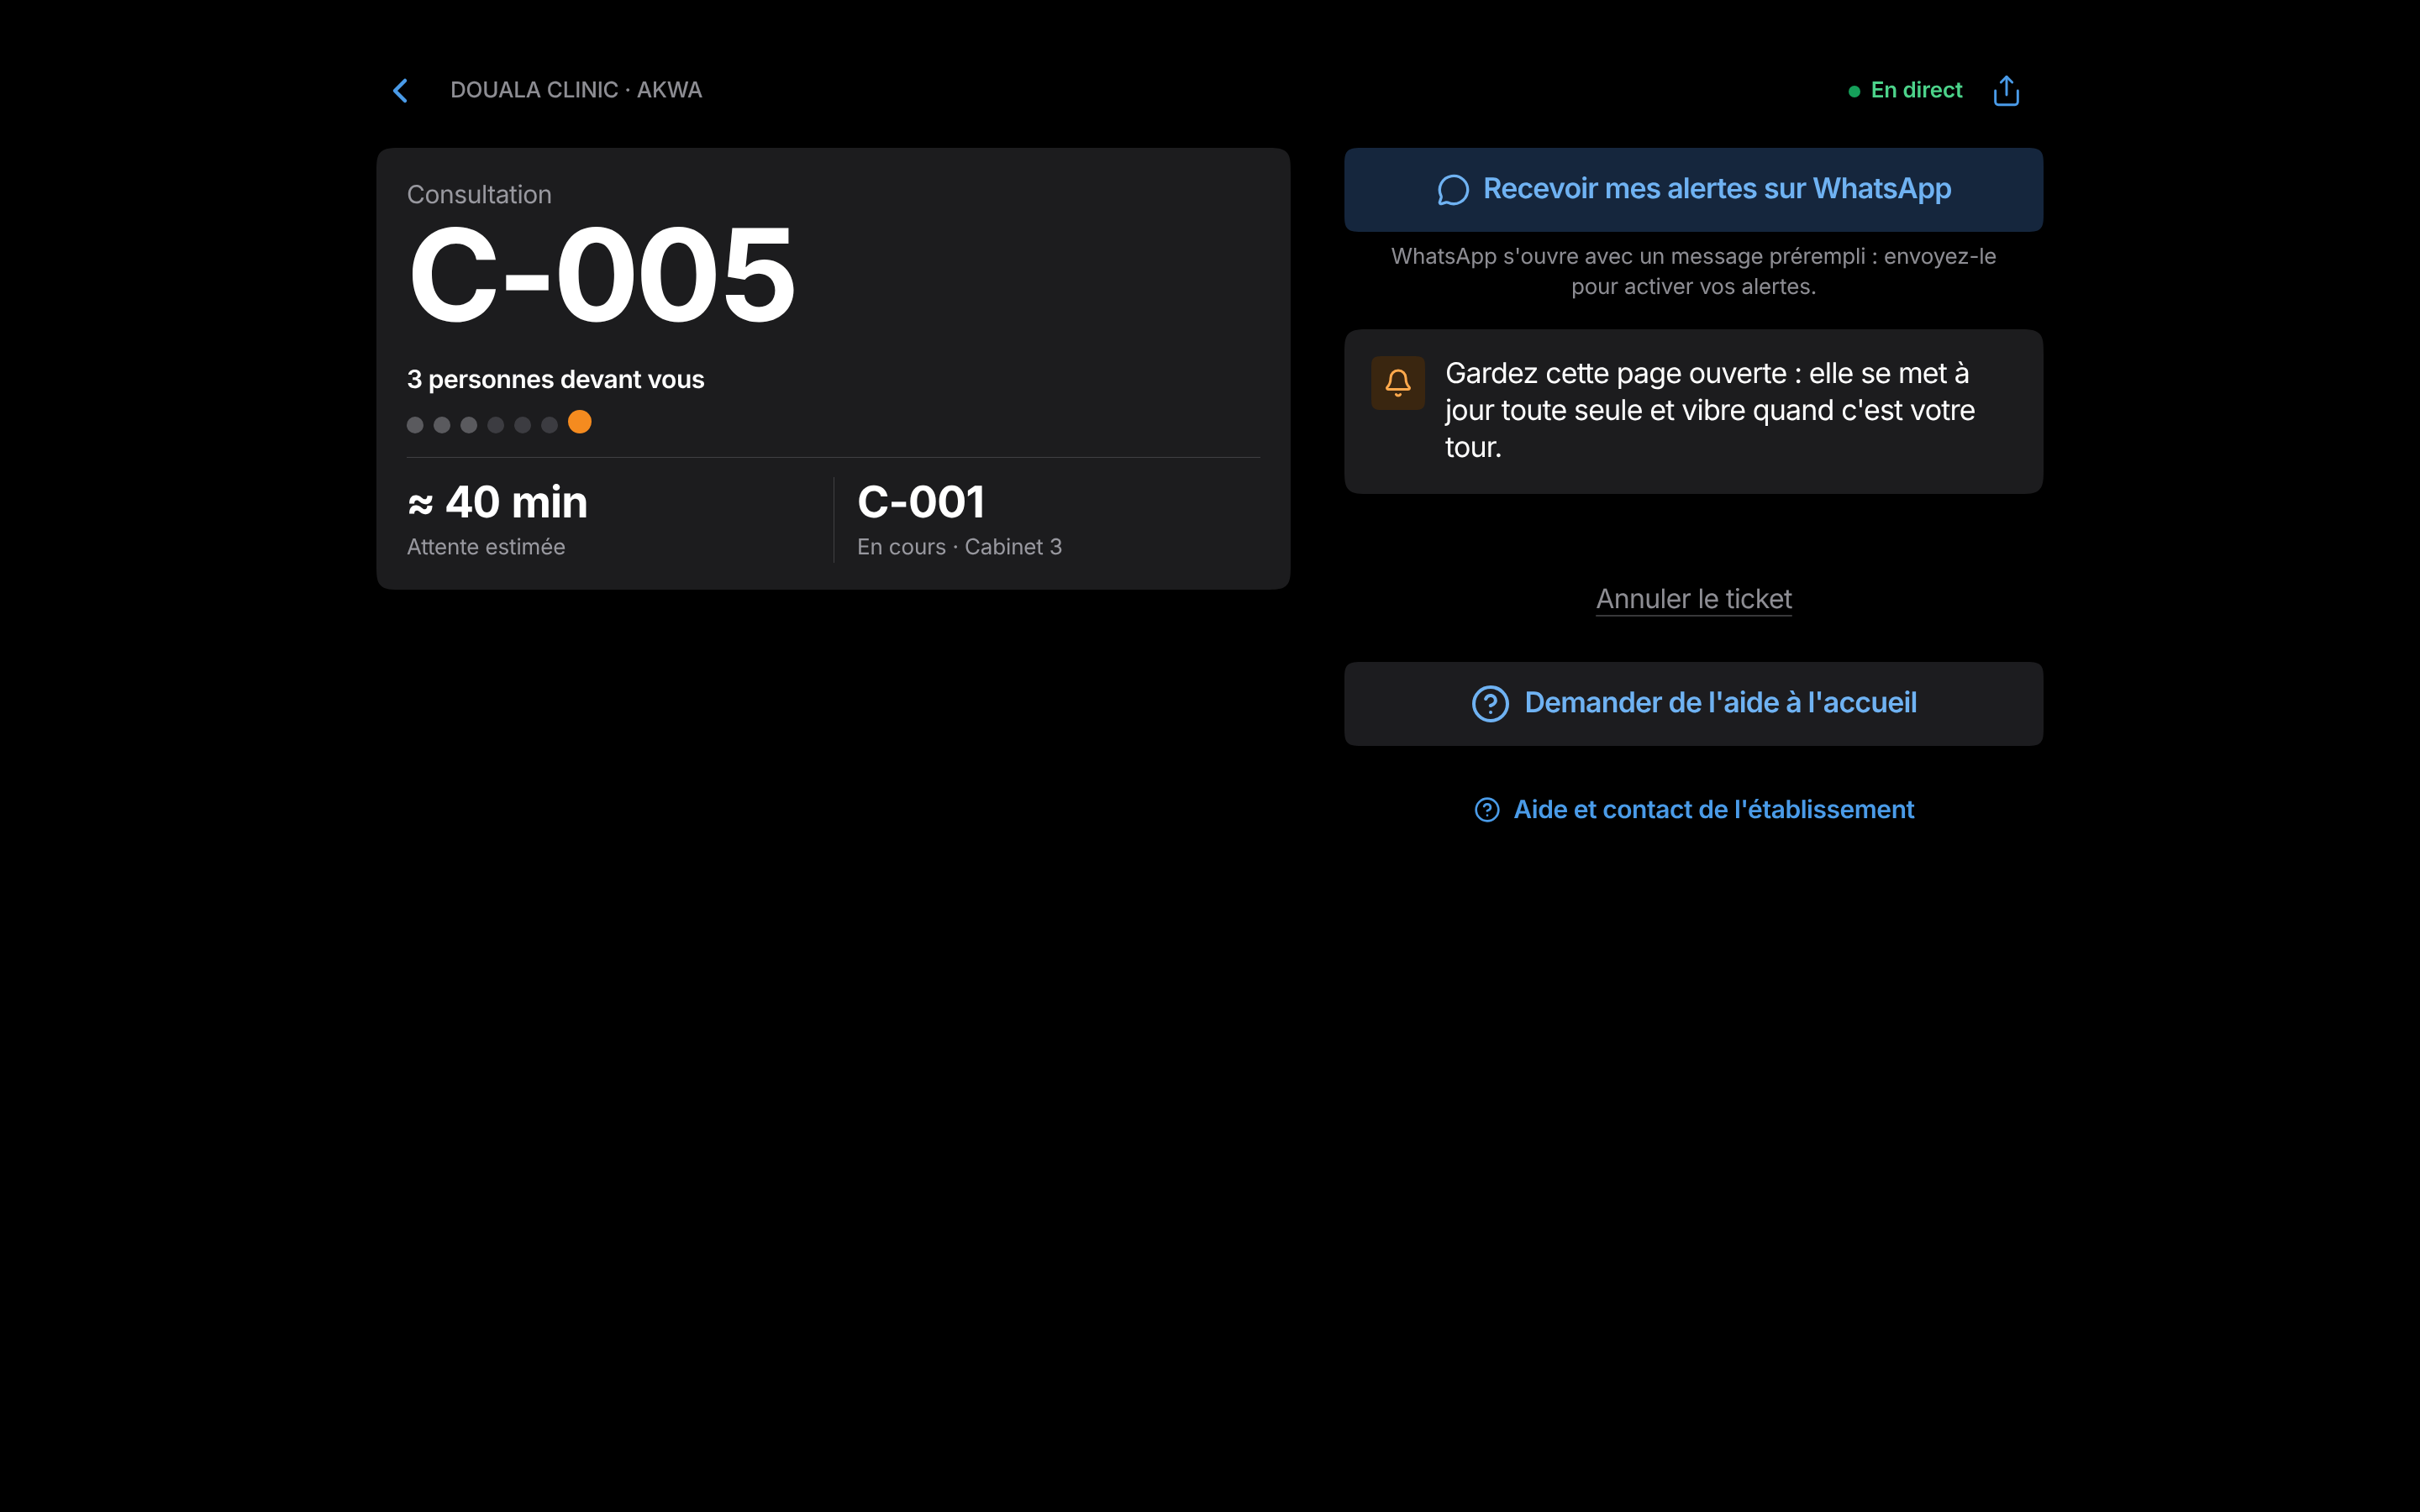 DOUALA CLINIC · AKWA
En direct
Consultation
C-005
3 personnes devant vous
≈ 40 min
Attente estimée
C-001
En cours · Cabinet 3
Recevoir mes alertes sur WhatsApp
WhatsApp s'ouvre avec un message prérempli : envoyez-le
pour activer vos alertes.
Gardez cette page ouverte : elle se met à
jour toute seule et vibre quand c'est votre
tour.
Annuler le ticket
Demander de l'aide à l'accueil
Aide et contact de l'établissement